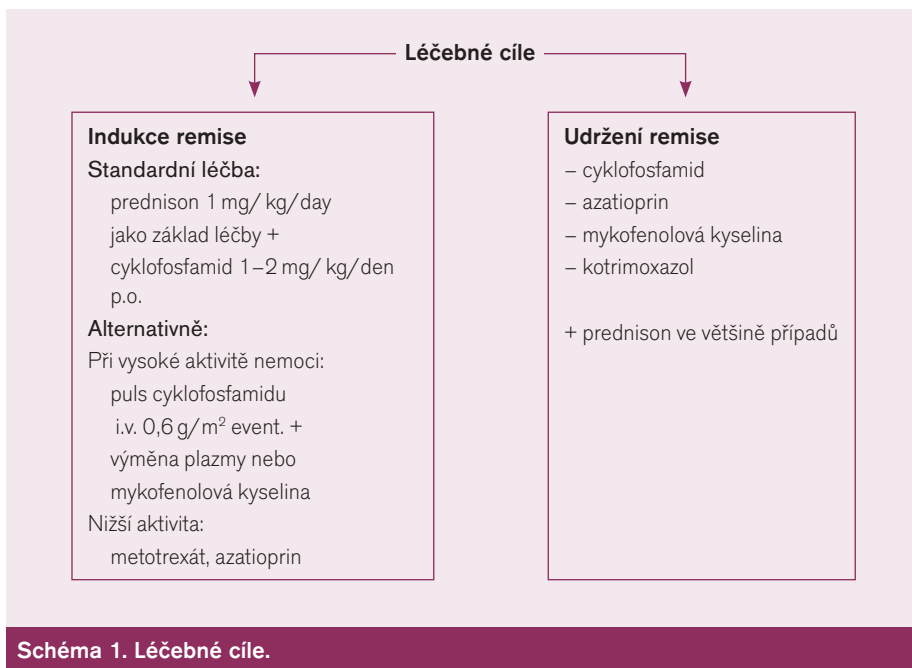 Léčebné cíle
Indukce remise
Standardní léčba:
prednison 1 mg/ kg/day
jako základ léčby +
cyklofosfamid 1–2 mg/ kg/den
p.o.
Alternativně:
Při vysoké aktivitě nemoci:
puls cyklofosfamidu
i.v. 0,6 g/m² event. +
výměna plazmy nebo
mykofenolová kyselina
Nižší aktivita:
metotrexát, azatioprin
Udržení remise
– cyklofosfamid
– azatioprin
– mykofenolová kyselina
– kotrimoxazol
+ prednison ve většině případů
Schéma 1. Léčebné cíle.